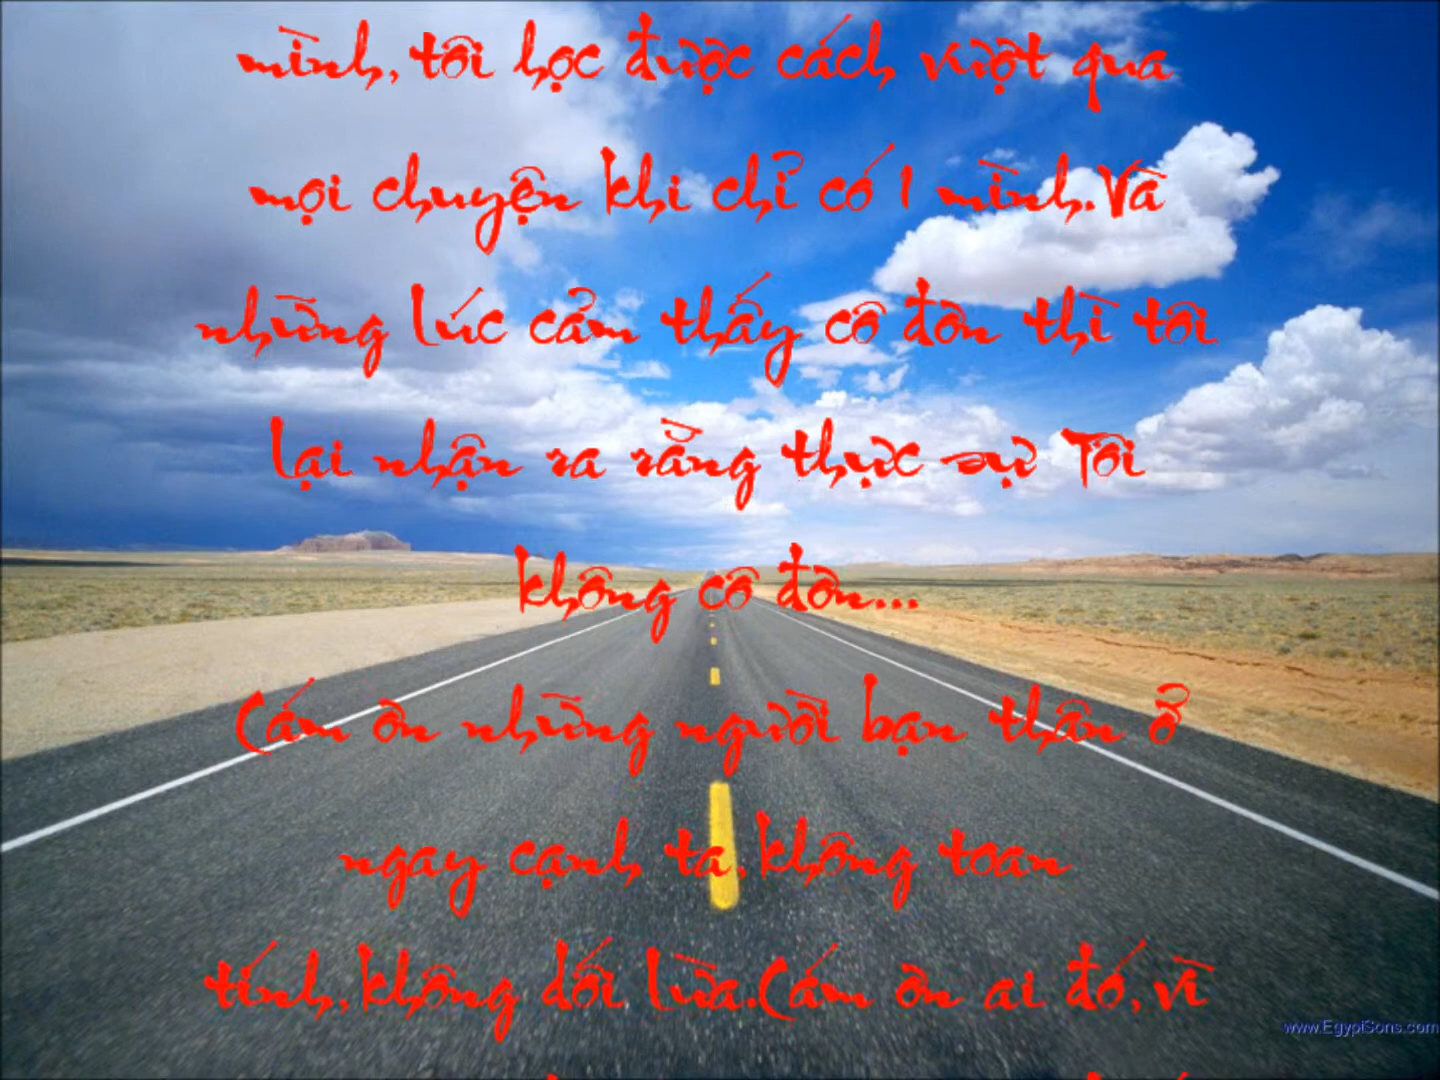 mình,tôi học được cách vượt qua
mọi chuyện khi chỉ có 1 mình.Và
những lúc cảm thấy cô đơn thì tôi
lại nhận ra rằng thực sự Tôi
không cô đơn...
Cám ơn những người bạn thân ở
ngay cạnh ta,không toan
tính,không dối lừa.Cám ơn ai đó,vì
www.EgyptSons.com